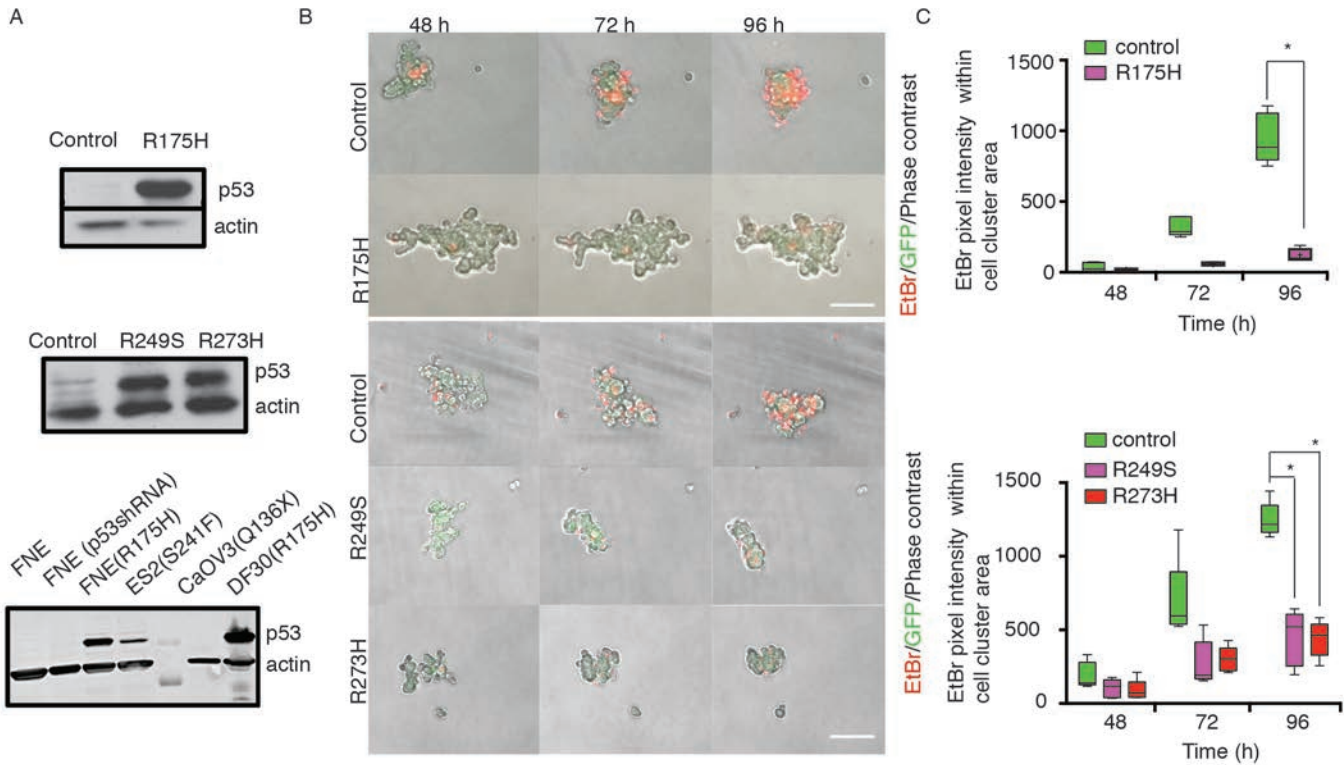 A
Control R175H
p53
actin
Control R249S R273H
p53
actin
FNE
FNE (p53shRNA)
FNE(R175H)
ES2(S241F)
CaOV3(Q136X)
DF30(R175H)
p53
actin
B
48 h 72 h 96 h
Control
R175H
EtBr/GFP/Phase contrast
Control
R249S
R273H
EtBr/GFP/Phase contrast
C
control
R175H
*
EtBr pixel intensity within
cell cluster area
1500
1000
500
0
48 72 96
Time (h)
control
R249S
R273H
*
*
EtBr pixel intensity within
cell cluster area
1500
1000
500
0
48 72 96
Time (h)